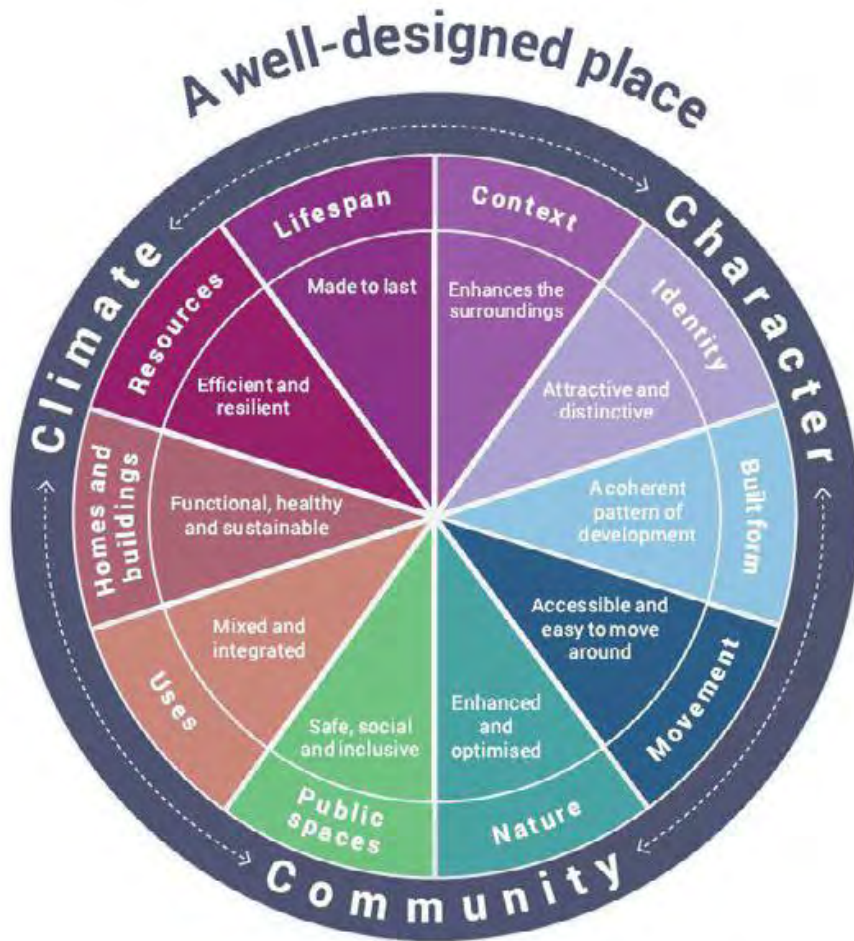 A well-designed place
Climate
Character
Community
Context
Enhances the
surroundings
Identity
Attractive and
distinctive
Built form
A coherent
pattern of
development
Movement
Accessible and
easy to move
around
Nature
Enhanced
and
optimised
Public
spaces
Safe, social
and inclusive
Uses
Mixed and
integrated
Homes and
buildings
Functional, healthy
and sustainable
Resources
Efficient and
resilient
Lifespan
Made to last